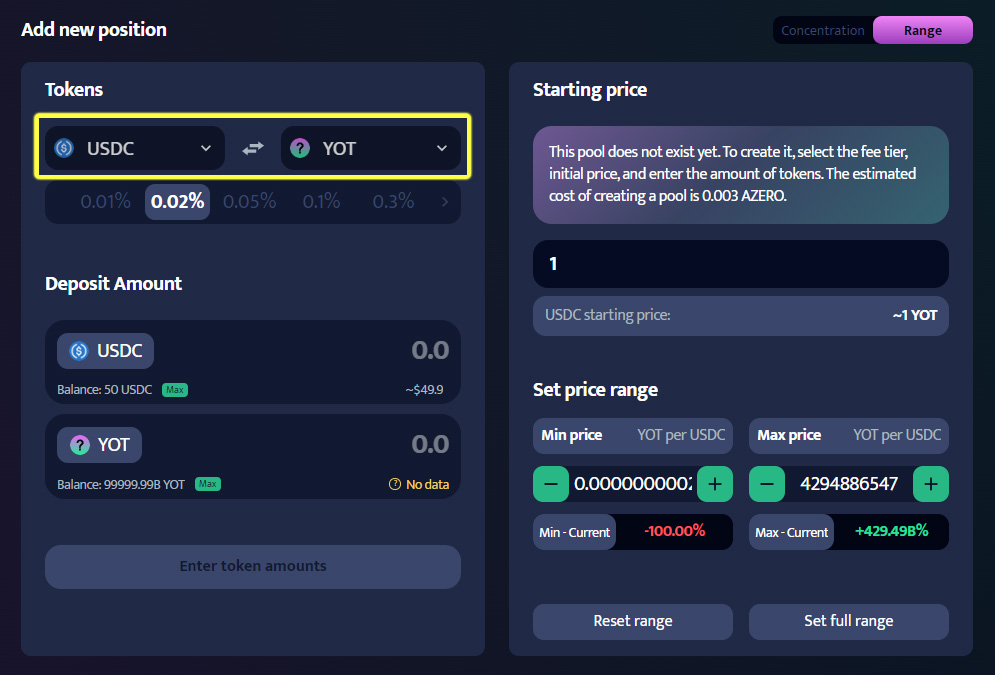 Add new position
Concentration Range
Tokens
USDC YOT
0.01% 0.02% 0.05% 0.1% 0.3%
Deposit Amount
USDC 0.0
Balance: 50 USDC Max ~$49.9
? YOT 0.0
Balance: 99999.99B YOT Max ? No data
Enter token amounts
Starting price
This pool does not exist yet. To create it, select the fee tier,
initial price, and enter the amount of tokens. The estimated
cost of creating a pool is 0.003 AZERO.
1
USDC starting price: ~1 YOT
Set price range
Min price YOT per USDC Max price YOT per USDC
− 0.0000000002 + − 4294886547 +
Min - Current -100.00% Max - Current +429.49B%
Reset range Set full range